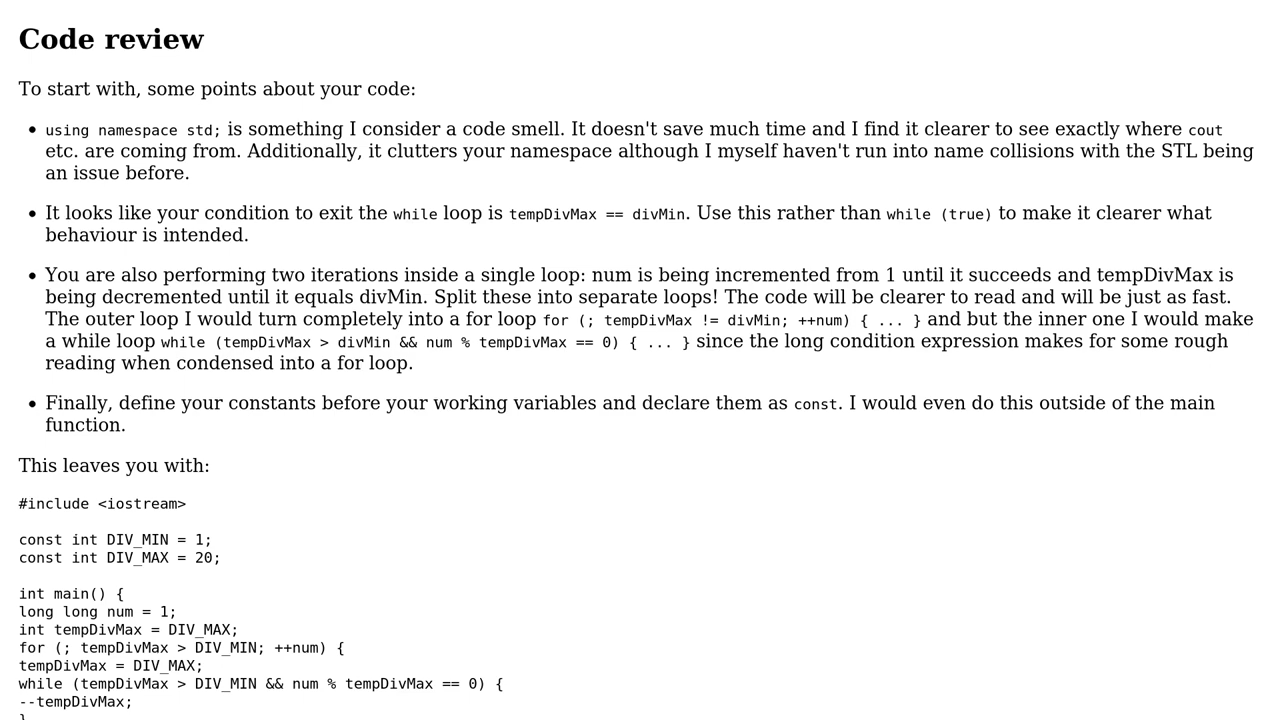 Code review
To start with, some points about your code:
• using namespace std; is something I consider a code smell. It doesn't save much time and I find it clearer to see exactly where cout
etc. are coming from. Additionally, it clutters your namespace although I myself haven't run into name collisions with the STL being
an issue before.
• It looks like your condition to exit the while loop is tempDivMax == divMin. Use this rather than while (true) to make it clearer what
behaviour is intended.
• You are also performing two iterations inside a single loop: num is being incremented from 1 until it succeeds and tempDivMax is
being decremented until it equals divMin. Split these into separate loops! The code will be clearer to read and will be just as fast.
The outer loop I would turn completely into a for loop for (; tempDivMax != divMin; ++num) { ... } and but the inner one I would make
a while loop while (tempDivMax > divMin && num % tempDivMax == 0) { ... } since the long condition expression makes for some rough
reading when condensed into a for loop.
• Finally, define your constants before your working variables and declare them as const. I would even do this outside of the main
function.
This leaves you with:
#include <iostream>
const int DIV_MIN = 1;
const int DIV_MAX = 20;
int main() {
long long num = 1;
int tempDivMax = DIV_MAX;
for (; tempDivMax > DIV_MIN; ++num) {
tempDivMax = DIV_MAX;
while (tempDivMax > DIV_MIN && num % tempDivMax == 0) {
--tempDivMax;
}